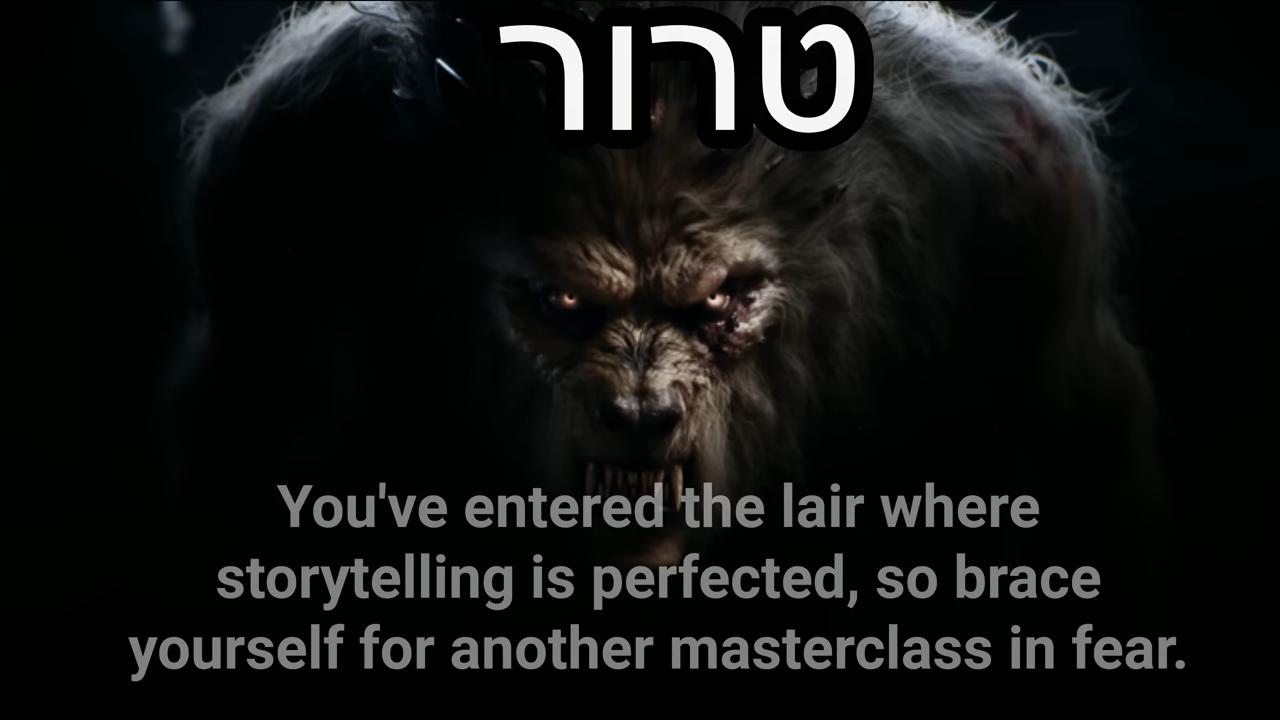 טרור
You've entered the lair where
storytelling is perfected, so brace
yourself for another masterclass in fear.